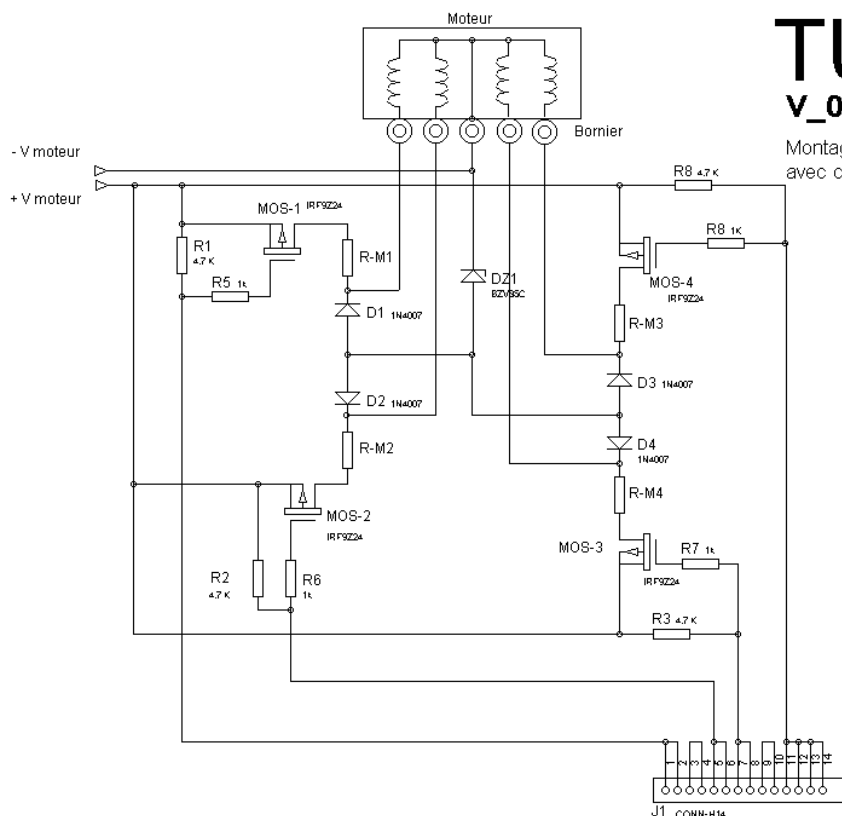 Moteur
TU
V_0
Bornier
Montag
avec d
- V moteur
+ V moteur
R8 4.7 K
MOS-1 IRF9Z24
R1
4.7 K
R-M1
R8 1K
R5 1k
DZ1
BZV85C
MOS-4
IRF9Z24
D1 1N4007
R-M3
D3 1N4007
D2 1N4007
D4
1N4007
R-M2
R-M4
MOS-2
IRF9Z24
MOS-3
R7 1k
IRF9Z24
R2
4.7 K
R6
1k
R3 4.7 K
1 2 3 4 5 6 7 8 9 10 11 12 13 14
J1 CONN-H14